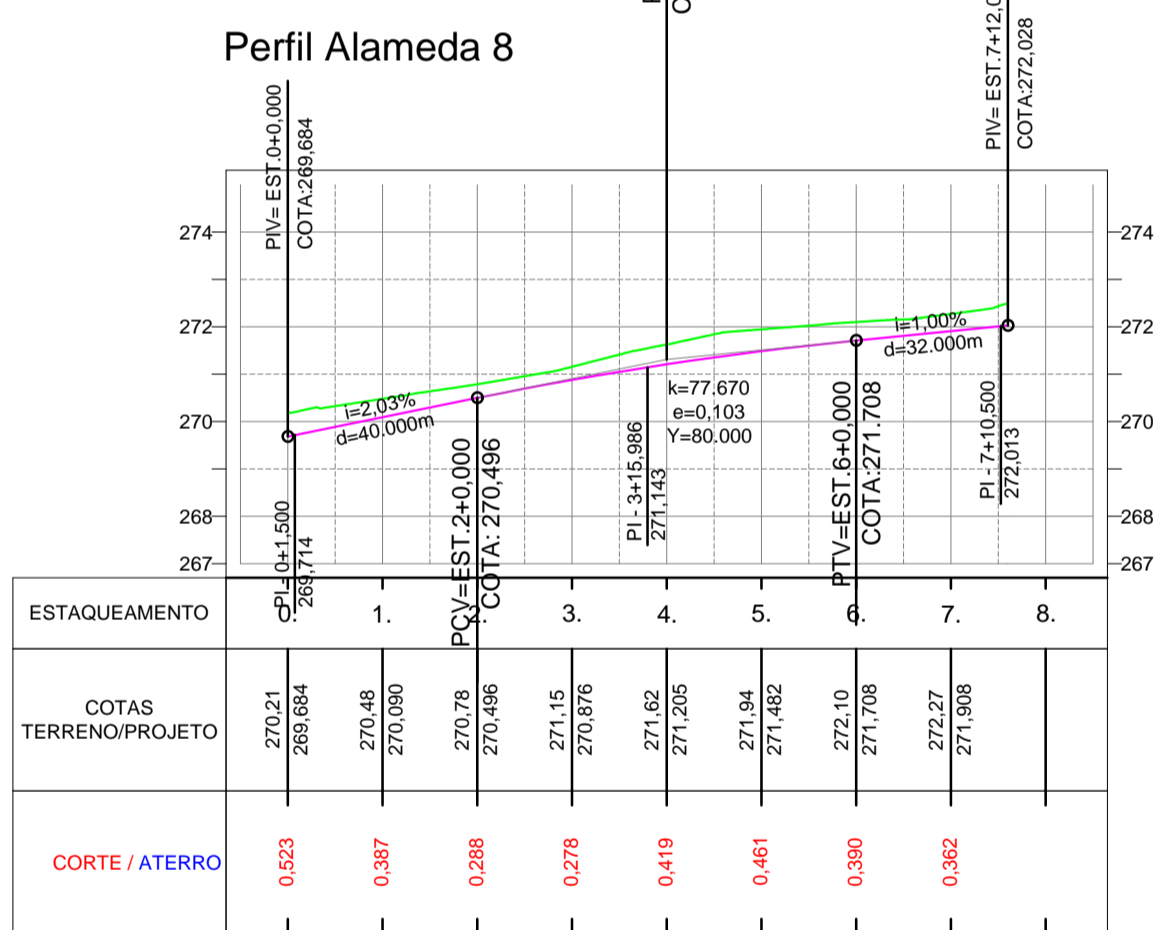 Perfil Alameda 8
PIV= EST.0+0,000
COTA:269,684
PIV= EST.7+12,0
COTA:272,028
274
272
270
268
267
274
272
270
268
267
i=2,03%
d=40.000m
i=1,00%
d=32.000m
k=77.670
e=0,103
Y=80.000
PI - 0+1,500
269,714
PCV=EST.2+0,000
COTA: 270,496
PI - 3+15,986
271,143
PTV=EST.6+0,000
COTA:271.708
PI - 7+10,500
272,013
ESTAQUEAMENTO 0. 1. 2. 3. 4. 5. 6. 7. 8.
COTAS
TERRENO/PROJETO
270,21 270,48 270,78 271,15 271,62 271,94 272,10 272,27
269,684 270,090 270,496 270,876 271,205 271,482 271,708 271,908
CORTE / ATERRO 0,523 0,387 0,288 0,278 0,419 0,461 0,390 0,362